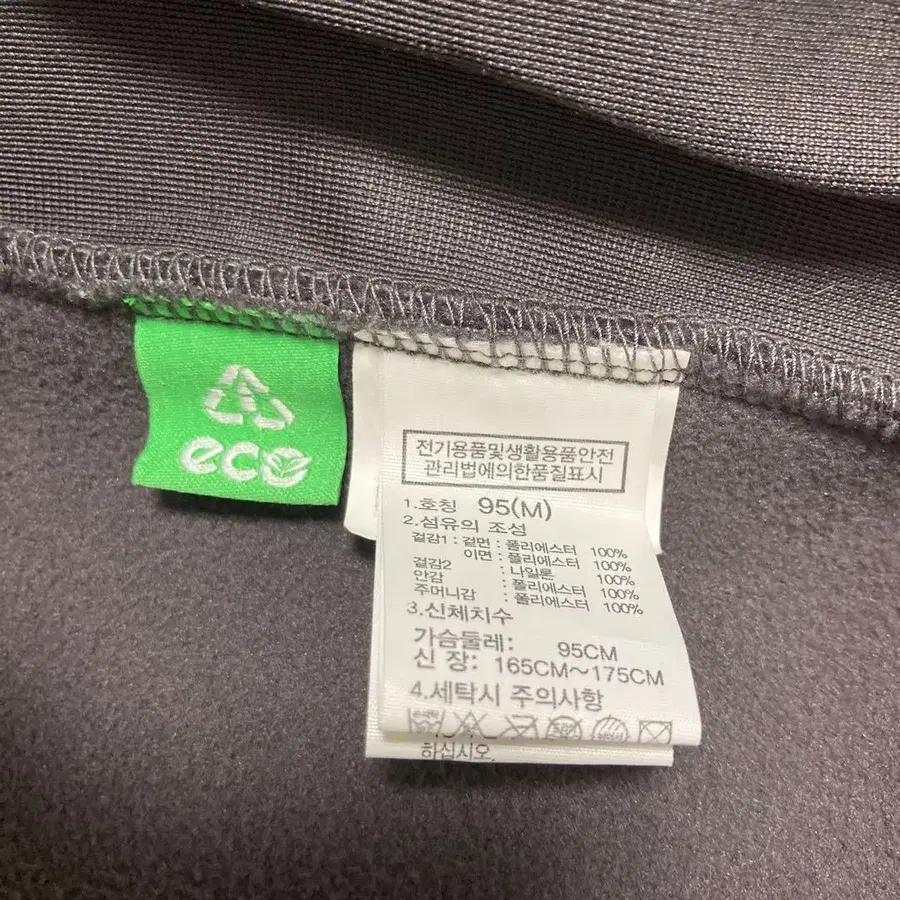 eco
전기용품및생활용품안전
관리법에의한품질표시
1.호칭 95(M)
2.섬유의 조성
겉감1 : 겉면 : 폴리에스터 100%
이면 : 폴리에스터 100%
겉감2 : 나일론 100%
안감 : 폴리에스터 100%
주머니감 : 폴리에스터 100%
3.신체치수
가슴둘레: 95CM
신 장: 165CM~175CM
4.세탁시 주의사항
하십시오.